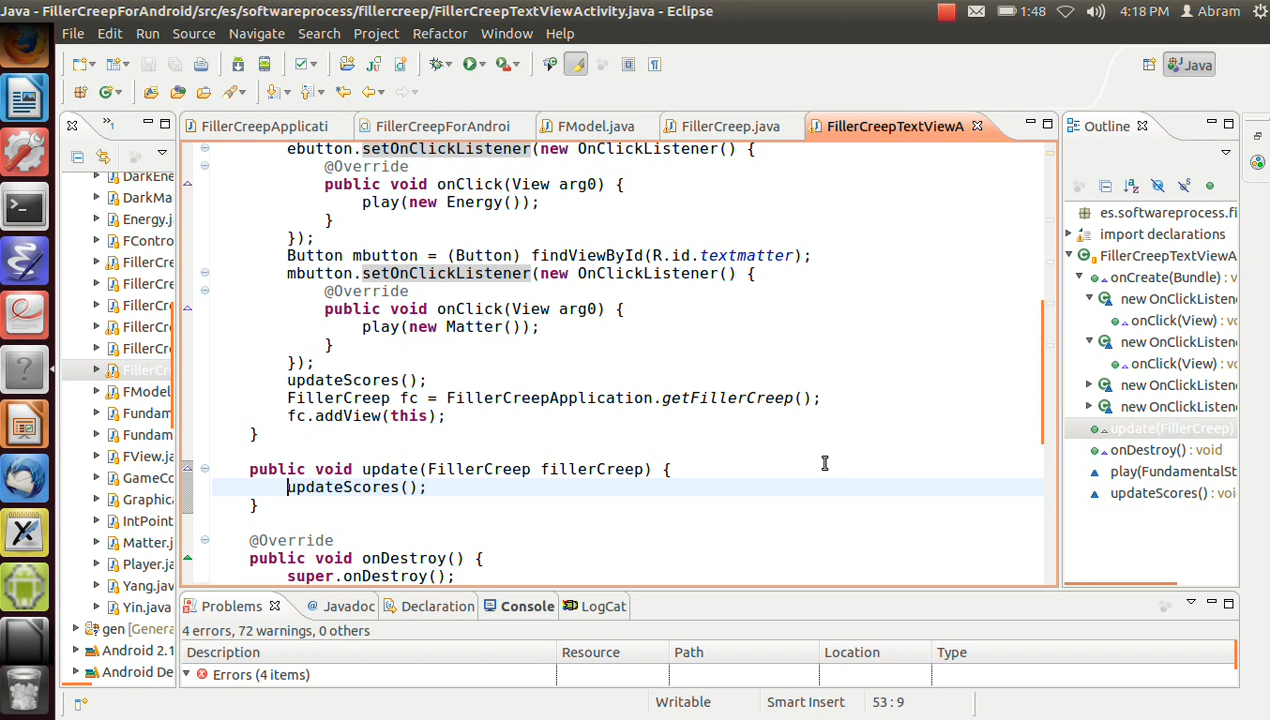 Java - FillerCreepForAndroid/src/es/softwareprocess/fillercreep/FillerCreepTextViewActivity.java - Eclipse
1:48
4:18 PM
Abram
File Edit Run Source Navigate Search Project Refactor Window Help
Java
»1
FillerCreepApplicati
FillerCreepForAndroi
FModel.java
FillerCreep.java
FillerCreepTextViewA
Outline
DarkEne
DarkMa
Energy.j
FContro
FillerCre
FillerCre
FillerCre
FillerCre
FillerCre
FillerCr
FModel.
Fundam
Fundam
FView.ja
GameCo
Graphic
IntPoint
Matter.j
Player.ja
Yang.jav
Yin.java
gen [Genera
Android 2.1
Android De
ebutton.setOnClickListener(new OnClickListener() {
@Override
public void onClick(View arg0) {
play(new Energy());
}
});
Button mbutton = (Button) findViewById(R.id.textmatter);
mbutton.setOnClickListener(new OnClickListener() {
@Override
public void onClick(View arg0) {
play(new Matter());
}
});
updateScores();
FillerCreep fc = FillerCreepApplication.getFillerCreep();
fc.addView(this);
}
public void update(FillerCreep fillerCreep) {
updateScores();
}
@Override
public void onDestroy() {
super.onDestroy();
es.softwareprocess.fi
import declarations
FillerCreepTextViewA
onCreate(Bundle) : v
new OnClickListene
onClick(View) : vo
new OnClickListene
onClick(View) : vo
new OnClickListene
new OnClickListene
update(FillerCreep)
onDestroy() : void
play(FundamentalSt
updateScores() : voi
Problems
@ Javadoc
Declaration
Console
LogCat
4 errors, 72 warnings, 0 others
Description Resource Path Location Type
Errors (4 items)
Writable
Smart Insert
53 : 9